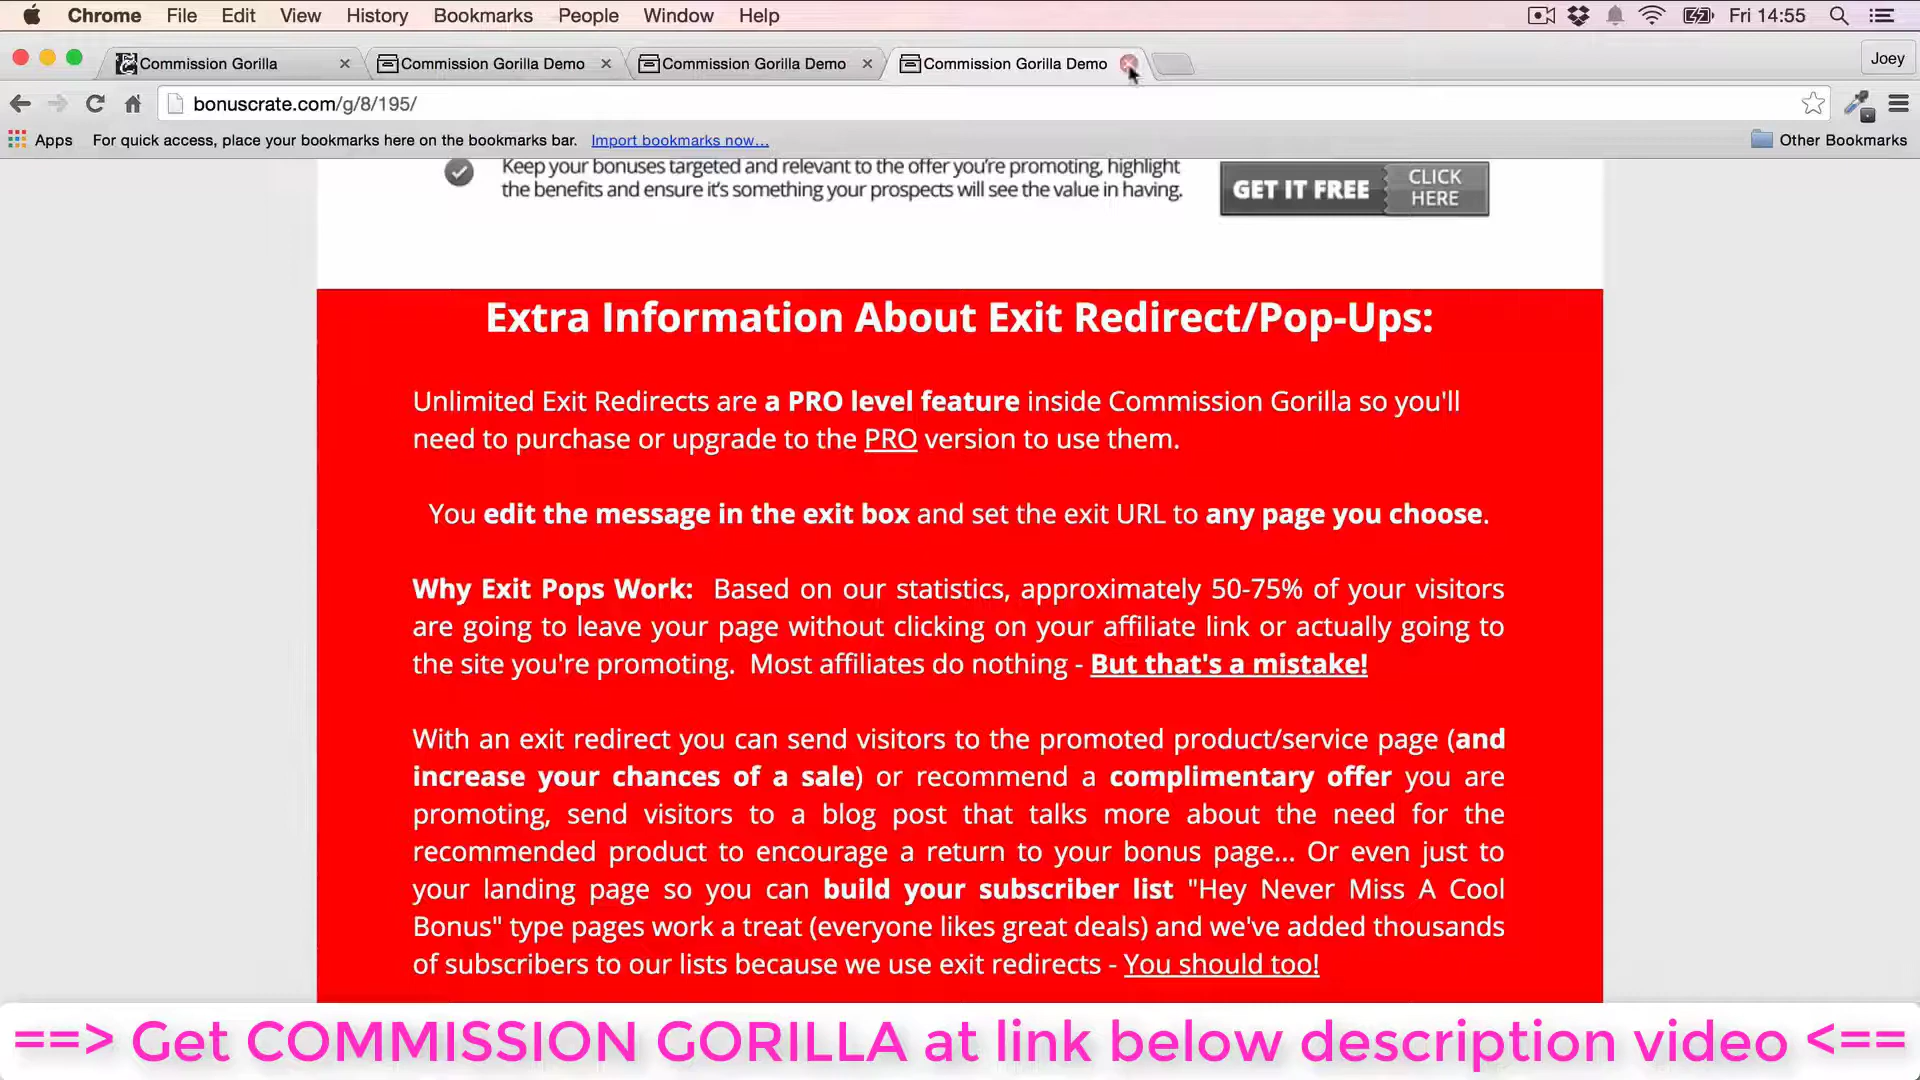 Chrome File Edit View History Bookmarks People Window Help Fri 14:55
Commission Gorilla Commission Gorilla Demo Commission Gorilla Demo Commission Gorilla Demo Joey
bonuscrate.com/g/8/195/
Apps For quick access, place your bookmarks here on the bookmarks bar. Import bookmarks now... Other Bookmarks
Keep your bonuses targeted and relevant to the offer you're promoting, highlight
the benefits and ensure it's something your prospects will see the value in having.
GET IT FREE CLICK
HERE
Extra Information About Exit Redirect/Pop-Ups:
Unlimited Exit Redirects are a PRO level feature inside Commission Gorilla so you'll
need to purchase or upgrade to the PRO version to use them.
You edit the message in the exit box and set the exit URL to any page you choose.
Why Exit Pops Work: Based on our statistics, approximately 50-75% of your visitors
are going to leave your page without clicking on your affiliate link or actually going to
the site you're promoting. Most affiliates do nothing - But that's a mistake!
With an exit redirect you can send visitors to the promoted product/service page (and
increase your chances of a sale) or recommend a complimentary offer you are
promoting, send visitors to a blog post that talks more about the need for the
recommended product to encourage a return to your bonus page... Or even just to
your landing page so you can build your subscriber list "Hey Never Miss A Cool
Bonus" type pages work a treat (everyone likes great deals) and we've added thousands
of subscribers to our lists because we use exit redirects - You should too!
==> Get COMMISSION GORILLA at link below description video <==